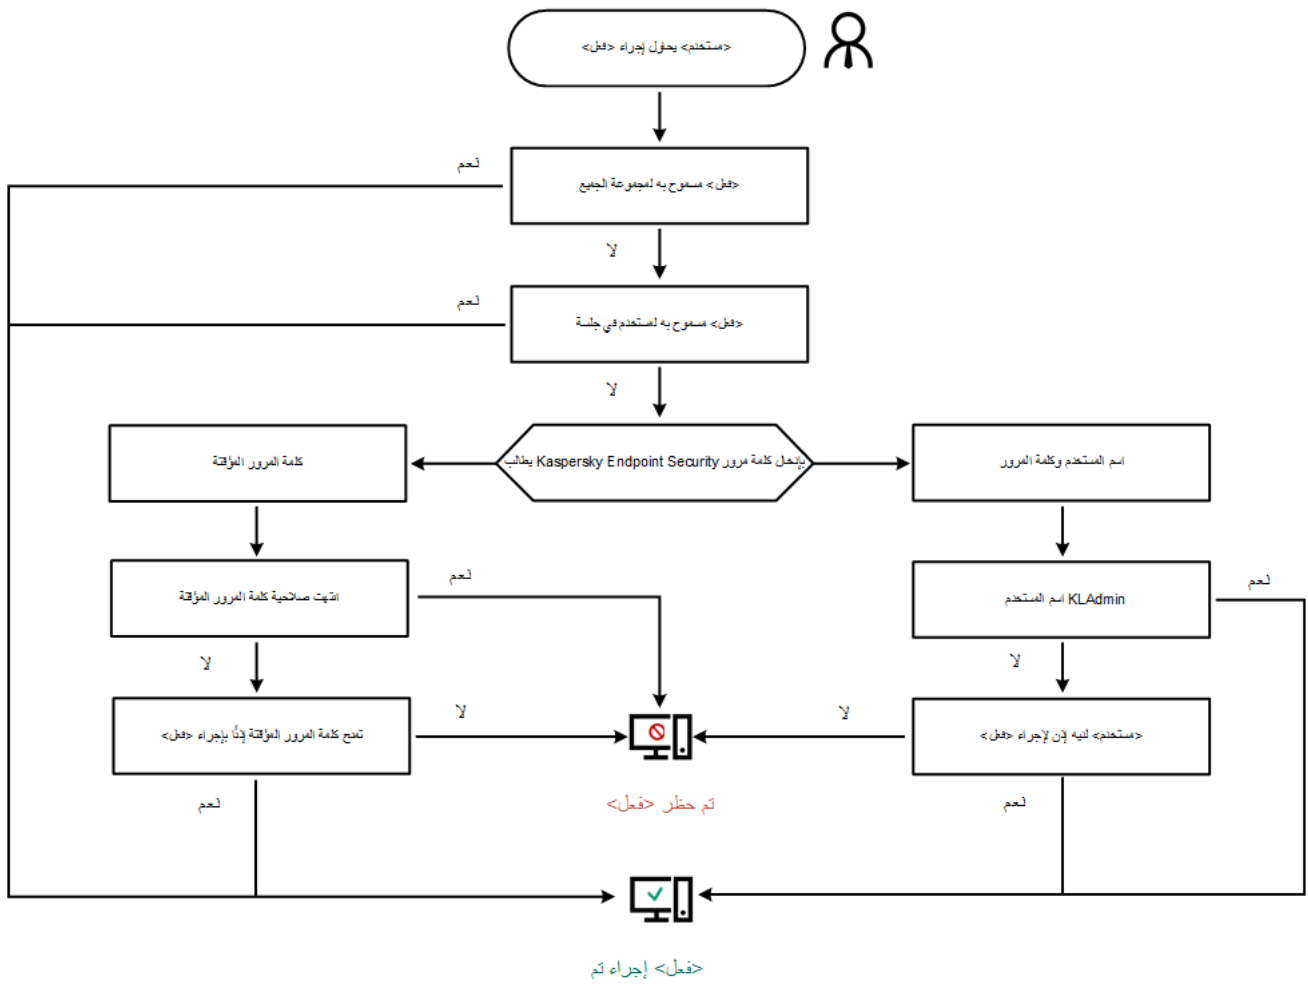 <مستخدم> يحاول إجراء <فعل>
نعم
<فعل> مسموح به لمجموعة الجميع
لا
نعم
<فعل> مسموح به لمستخدم في جلسة
لا
اسم المستخدم وكلمة المرور
بإدخال كلمة مرور Kaspersky Endpoint Security يطالب
كلمة المرور المؤقتة
نعم
KLAdmin اسم المستخدم
نعم
انتهت صلاحية كلمة المرور المؤقتة
لا
لا
<مستخدم> لديه إذن لإجراء <فعل>
لا
لا
تمنح كلمة المرور المؤقتة إذنًا بإجراء <فعل>
نعم
تم حظر <فعل>
نعم
<فعل> إجراء تم